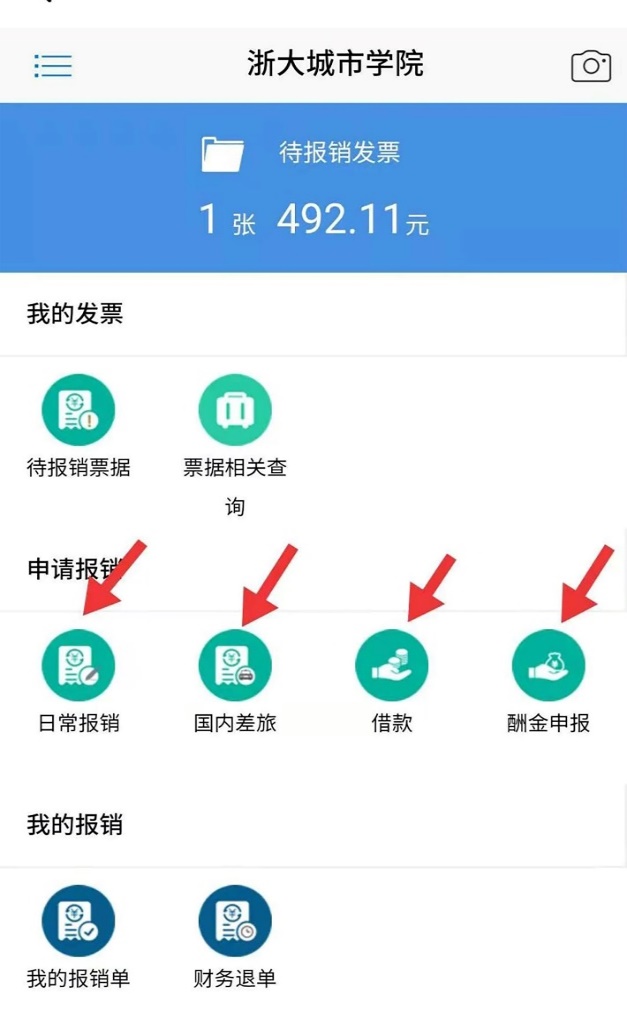 浙大城市学院
待报销发票
1 张 492.11元
我的发票
待报销票据
票据相关查
询
申请报销
日常报销
国内差旅
借款
酬金申报
我的报销
我的报销单
财务退单